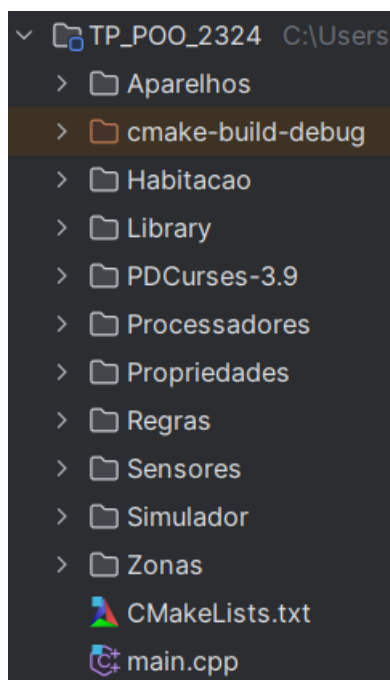 TP_POO_2324 C:\Users
Aparelhos
cmake-build-debug
Habitacao
Library
PDCurses-3.9
Processadores
Propriedades
Regras
Sensores
Simulador
Zonas
CMakeLists.txt
main.cpp